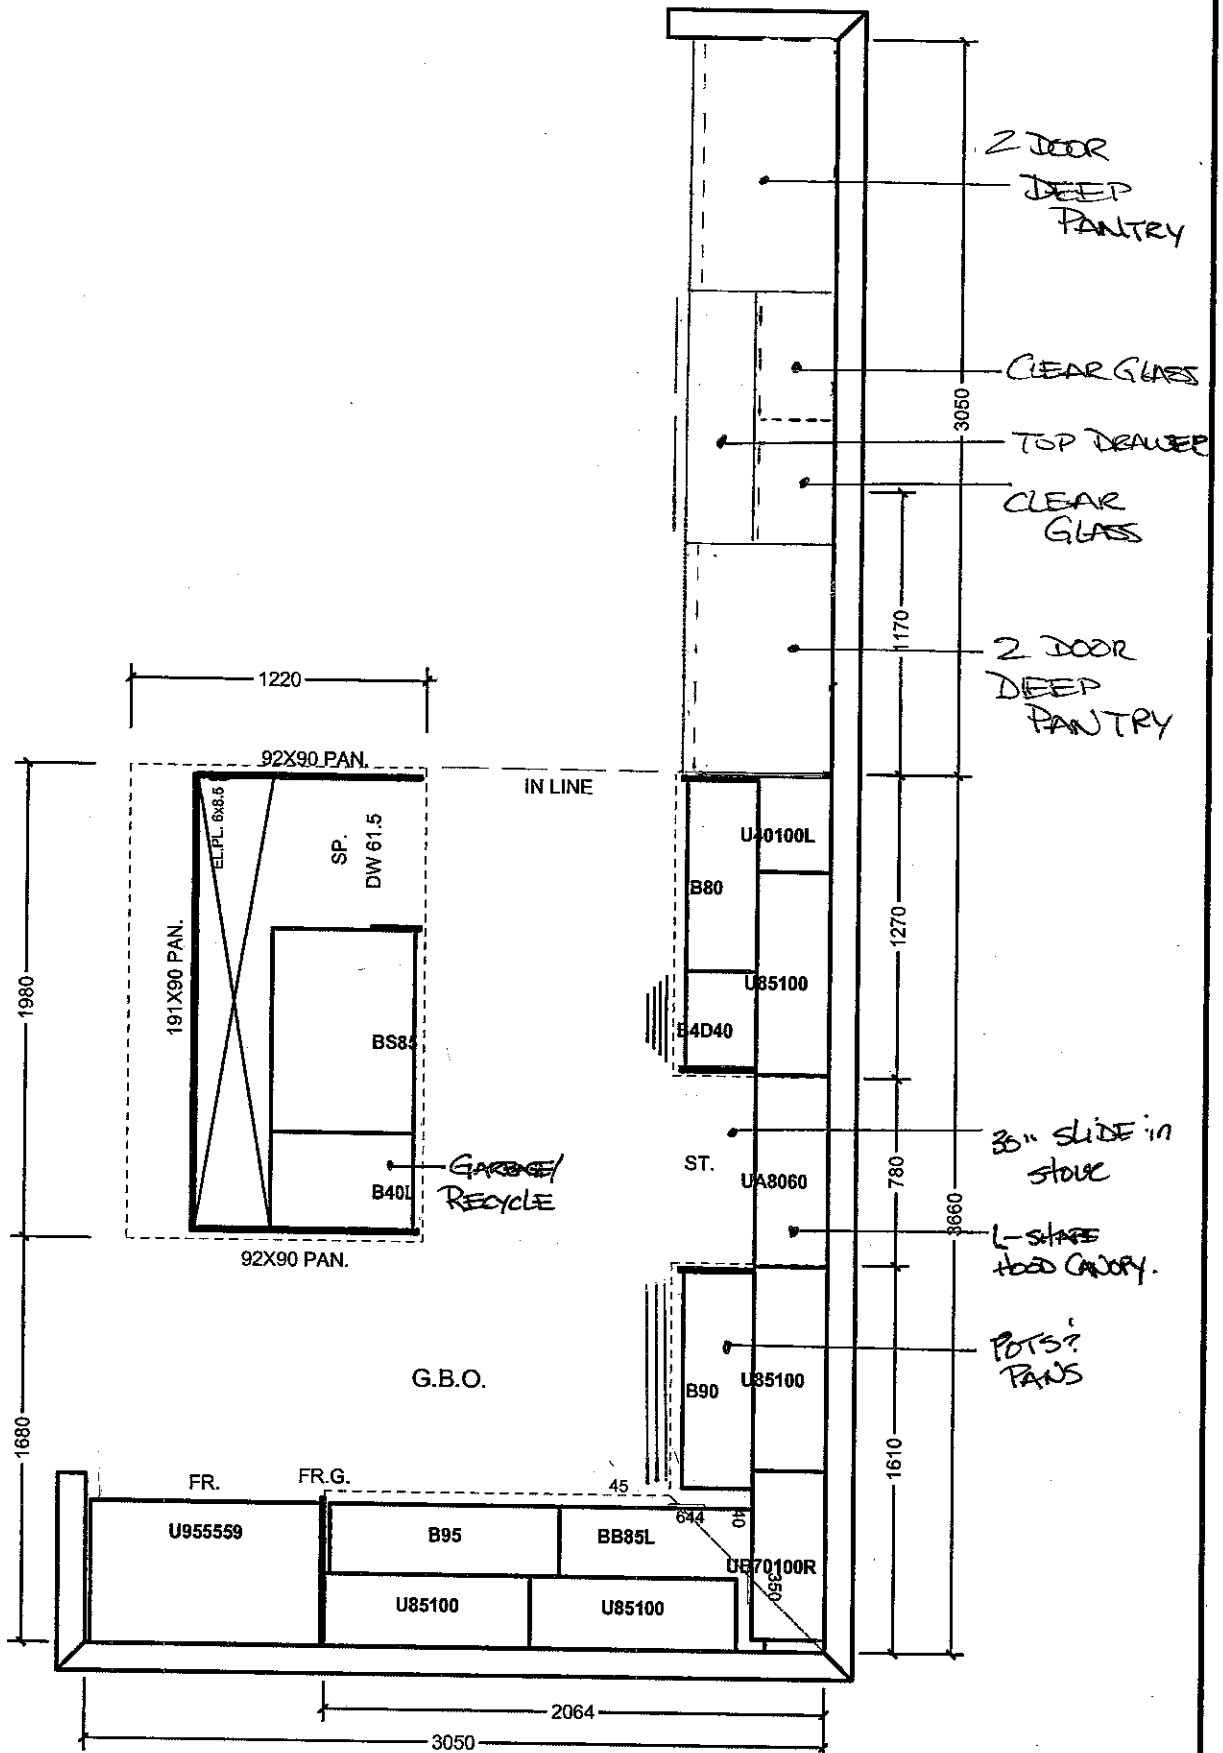 2 DOOR
DEEP
PANTRY
CLEAR GLASS
3050
TOP DRAWER
CLEAR
GLASS
1170
2 DOOR
DEEP
PANTRY
1220
92X90 PAN.
IN LINE
EL.PL. 6x8.5
SP.
DW 61.5
U40100L
B80
1270
191X90 PAN.
1980
U85100
BS85
B4D40
30" SLIDE in
STOVE
ST.
780
GARBAGE/
RECYCLE
B40L
UA8060
3660
L-SHAPE
HOOD CANOPY.
92X90 PAN.
POTS?
PANS
G.B.O.
B90
U85100
1680
1610
FR.
FR.G.
45
644
40
U955559
B95
BB85L
UB70100R
350
U85100
U85100
2064
3050